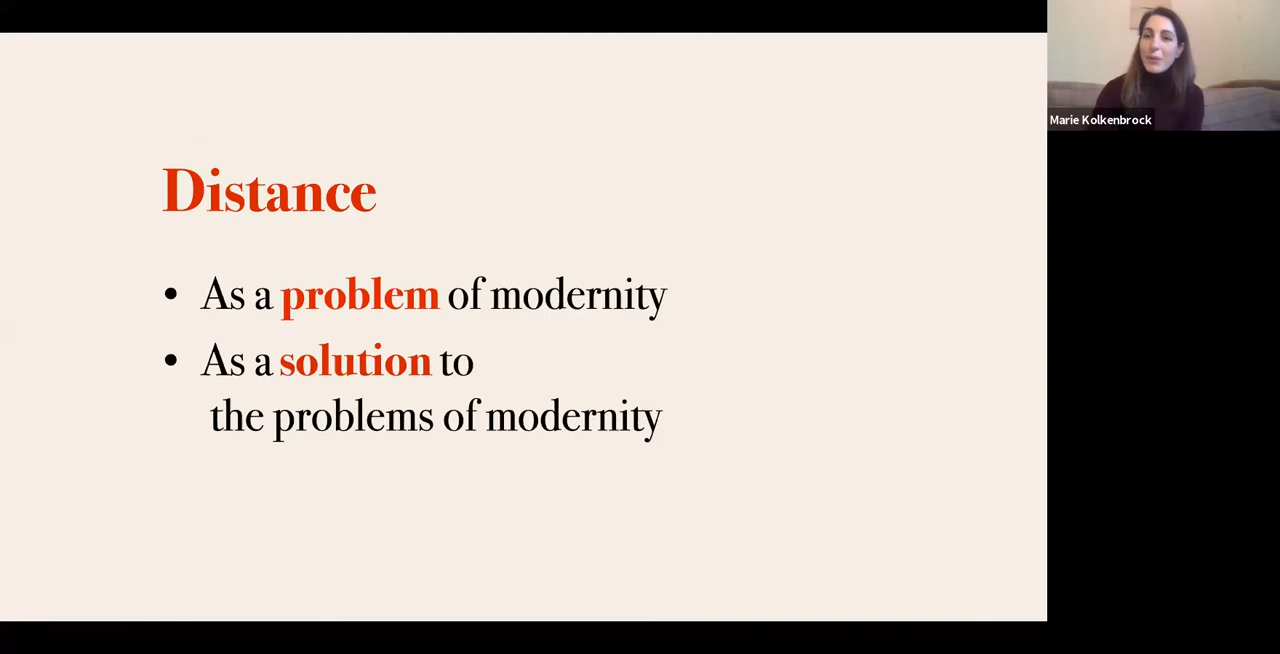 Distance
• As a problem of modernity
• As a solution to
the problems of modernity
Marie Kolkenbrock